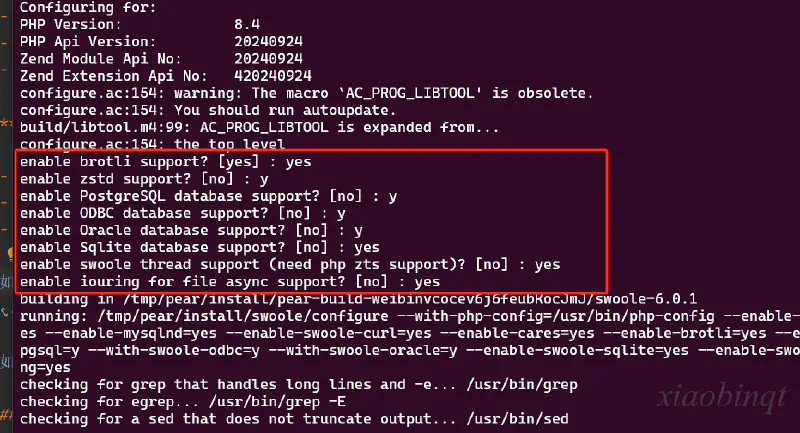 Configuring for:
PHP Version: 8.4
PHP Api Version: 20240924
Zend Module Api No: 20240924
Zend Extension Api No: 420240924
configure.ac:154: warning: The macro `AC_PROG_LIBTOOL' is obsolete.
configure.ac:154: You should run autoupdate.
build/libtool.m4:99: AC_PROG_LIBTOOL is expanded from...
configure.ac:154: the top level
enable brotli support? [yes] : yes
enable zstd support? [no] : y
enable PostgreSQL database support? [no] : y
enable ODBC database support? [no] : y
enable Oracle database support? [no] : y
enable Sqlite database support? [no] : yes
enable swoole thread support (need php zts support)? [no] : yes
enable iouring for file async support? [no] : yes
building in /tmp/pear/install/pear-build-weibinvcocev6j6feubRocJmJ/swoole-6.0.1
running: /tmp/pear/install/swoole/configure --with-php-config=/usr/bin/php-config --enable-
es --enable-mysqlnd=yes --enable-swoole-curl=yes --enable-cares=yes --enable-brotli=yes --e
pgsql=y --with-swoole-odbc=y --with-swoole-oracle=y --enable-swoole-sqlite=yes --enable-swo
ng=yes
checking for grep that handles long lines and -e... /usr/bin/grep
checking for egrep... /usr/bin/grep -E
checking for a sed that does not truncate output... /usr/bin/sed
xiaobinqt
**
如
如
##